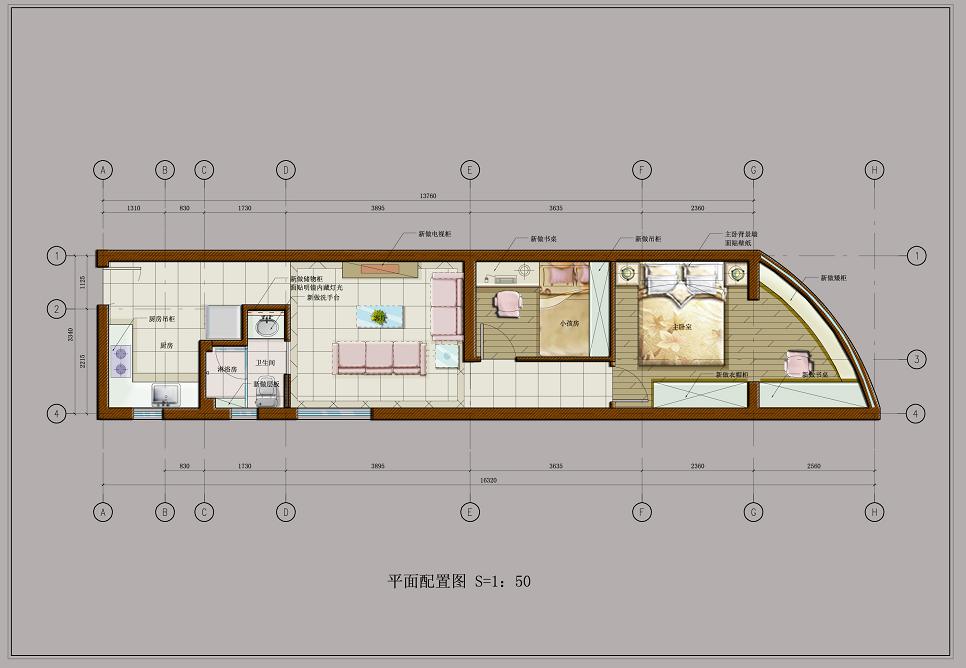 A B C D E F G H
13760
1310 830 1730 3895 3635 2360
新做电视柜
新做书桌
新做吊柜
主卧背景墙
面贴壁纸
1
1
新做矮柜
新做储物柜
面贴明镜内藏灯光
新做洗手台
1125
2
厨房吊柜
客厅
小孩房
主卧室
3340
厨房
2215
卫生间
3
淋浴房
新做衣帽柜
新做书桌
新做层板
4
4
830 1730 3895 3635 2360 2560
16320
A B C D E F G H
平面配置图 S=1：50